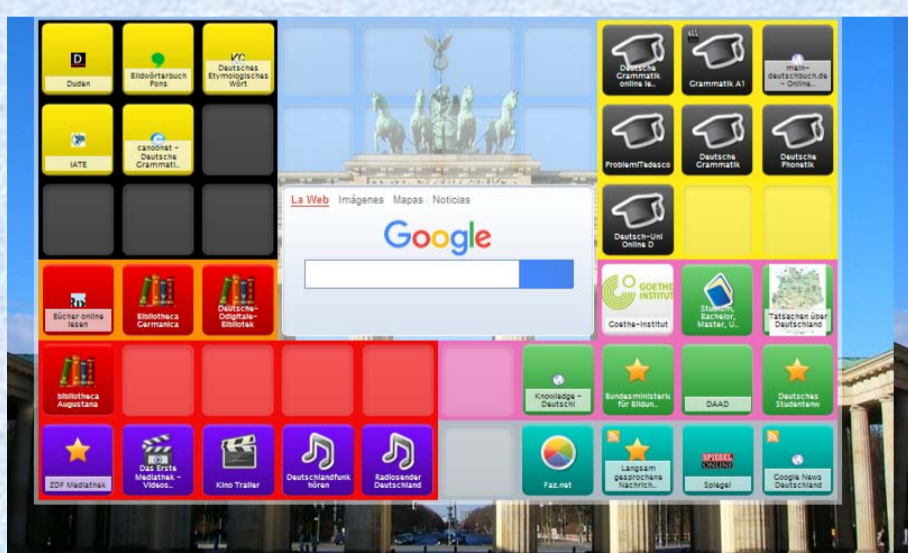 Duden
Bildwörterbuch
Pons
Deutsches
Etymologisches
Wört
Deutsche
Grammatik
online le..
Grammatik A1
mein-
deutschbuch.de
- Online..
IATE
canoonet -
Deutsche
Grammati..
ProblemiTedesco
Deutsche
Grammatik
Deutsche
Phonetik
La Web Imágenes Mapas Noticias
Google
Deutsch-Uni
Online D
Bücher online
lesen
Bibliotheca
Germanica
Deutsche-
Ddigitale-
Bibliotek
GOETHE
INSTITUT
Goethe-Institut
Studium,
Bachelor,
Master, U..
Tatsachen über
Deutschland
bibliotheca
Augustana
Knowledge -
Deutschl
Bundesministeriu
für Bildun..
DAAD
Deutsches
Studentenw
ZDF Mediathek
Das Erste
Mediathek -
Videos..
Kino Trailer
Deutschlandfunk
hören
Radiosender
Deutschland
Faz.net
Langsam
gesprochene
Nachrich..
SPIEGEL
ONLINE
Spiegel
Google News
Deutschland